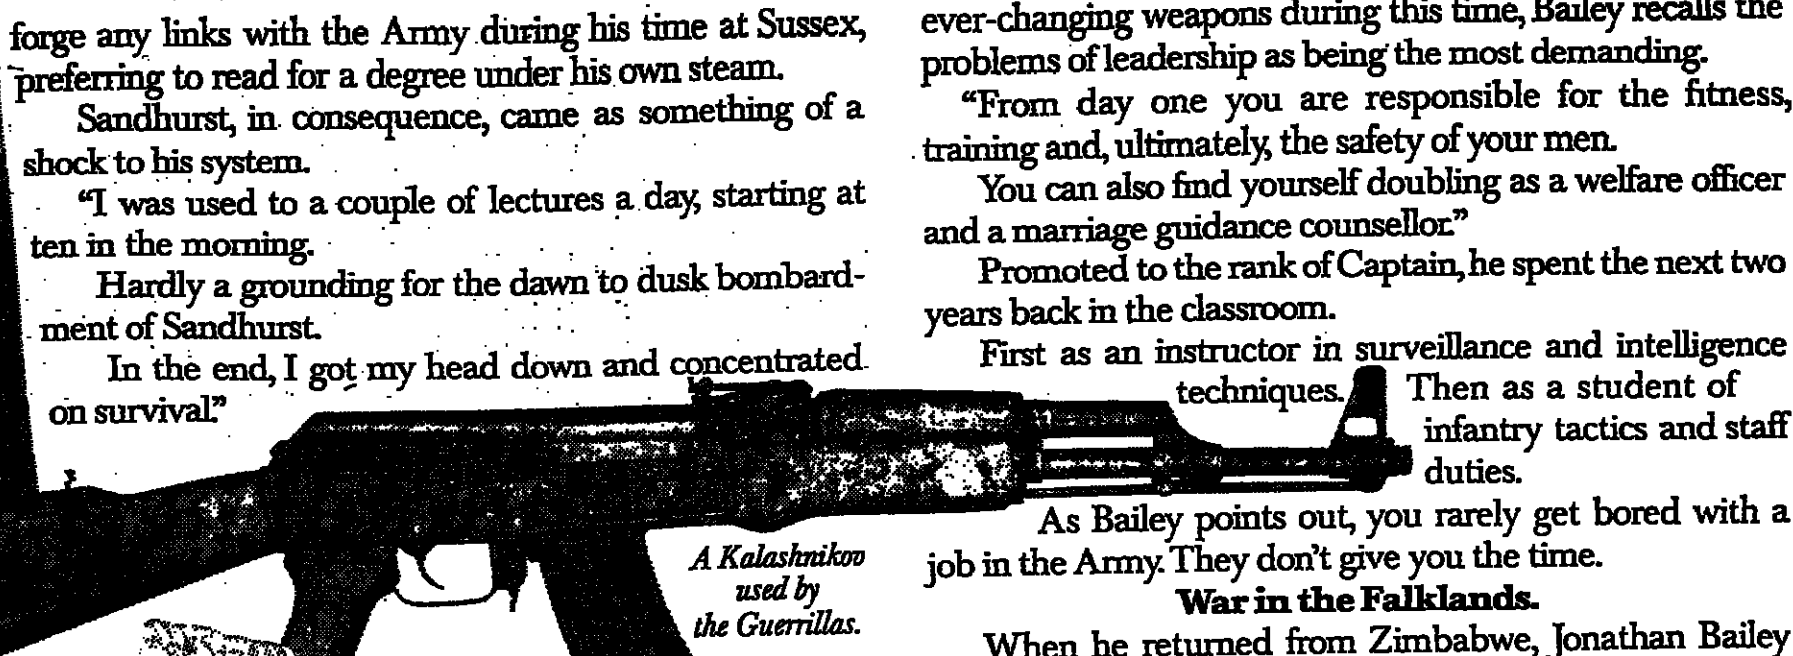 forge any links with the Army during his time at Sussex,
preferring to read for a degree under his own steam.
Sandhurst, in consequence, came as something of a
shock to his system.
“I was used to a couple of lectures a day, starting at
ten in the morning.
Hardly a grounding for the dawn to dusk bombard-
ment of Sandhurst.
In the end, I got my head down and concentrated
on survival.”
A Kalashnikov
used by
the Guerrillas.
ever-changing weapons during this time, Bailey recalls the
problems of leadership as being the most demanding.
“From day one you are responsible for the fitness,
training and, ultimately, the safety of your men.
You can also find yourself doubling as a welfare officer
and a marriage guidance counsellor.”
Promoted to the rank of Captain, he spent the next two
years back in the classroom.
First as an instructor in surveillance and intelligence
techniques. Then as a student of
infantry tactics and staff
duties.
As Bailey points out, you rarely get bored with a
job in the Army. They don’t give you the time.
War in the Falklands.
When he returned from Zimbabwe, Jonathan Bailey